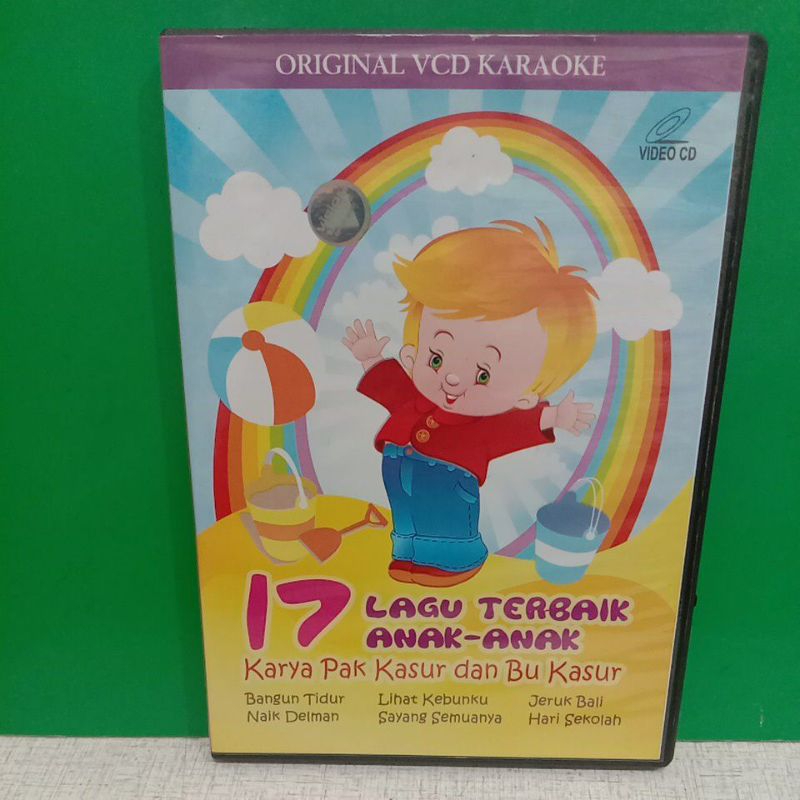 ORIGINAL VCD KARAOKE
VIDEO CD
17 LAGU TERBAIK
ANAK-ANAK
Karya Pak Kasur dan Bu Kasur
Bangun Tidur Lihat Kebunku Jeruk Bali
Naik Delman Sayang Semuanya Hari Sekolah